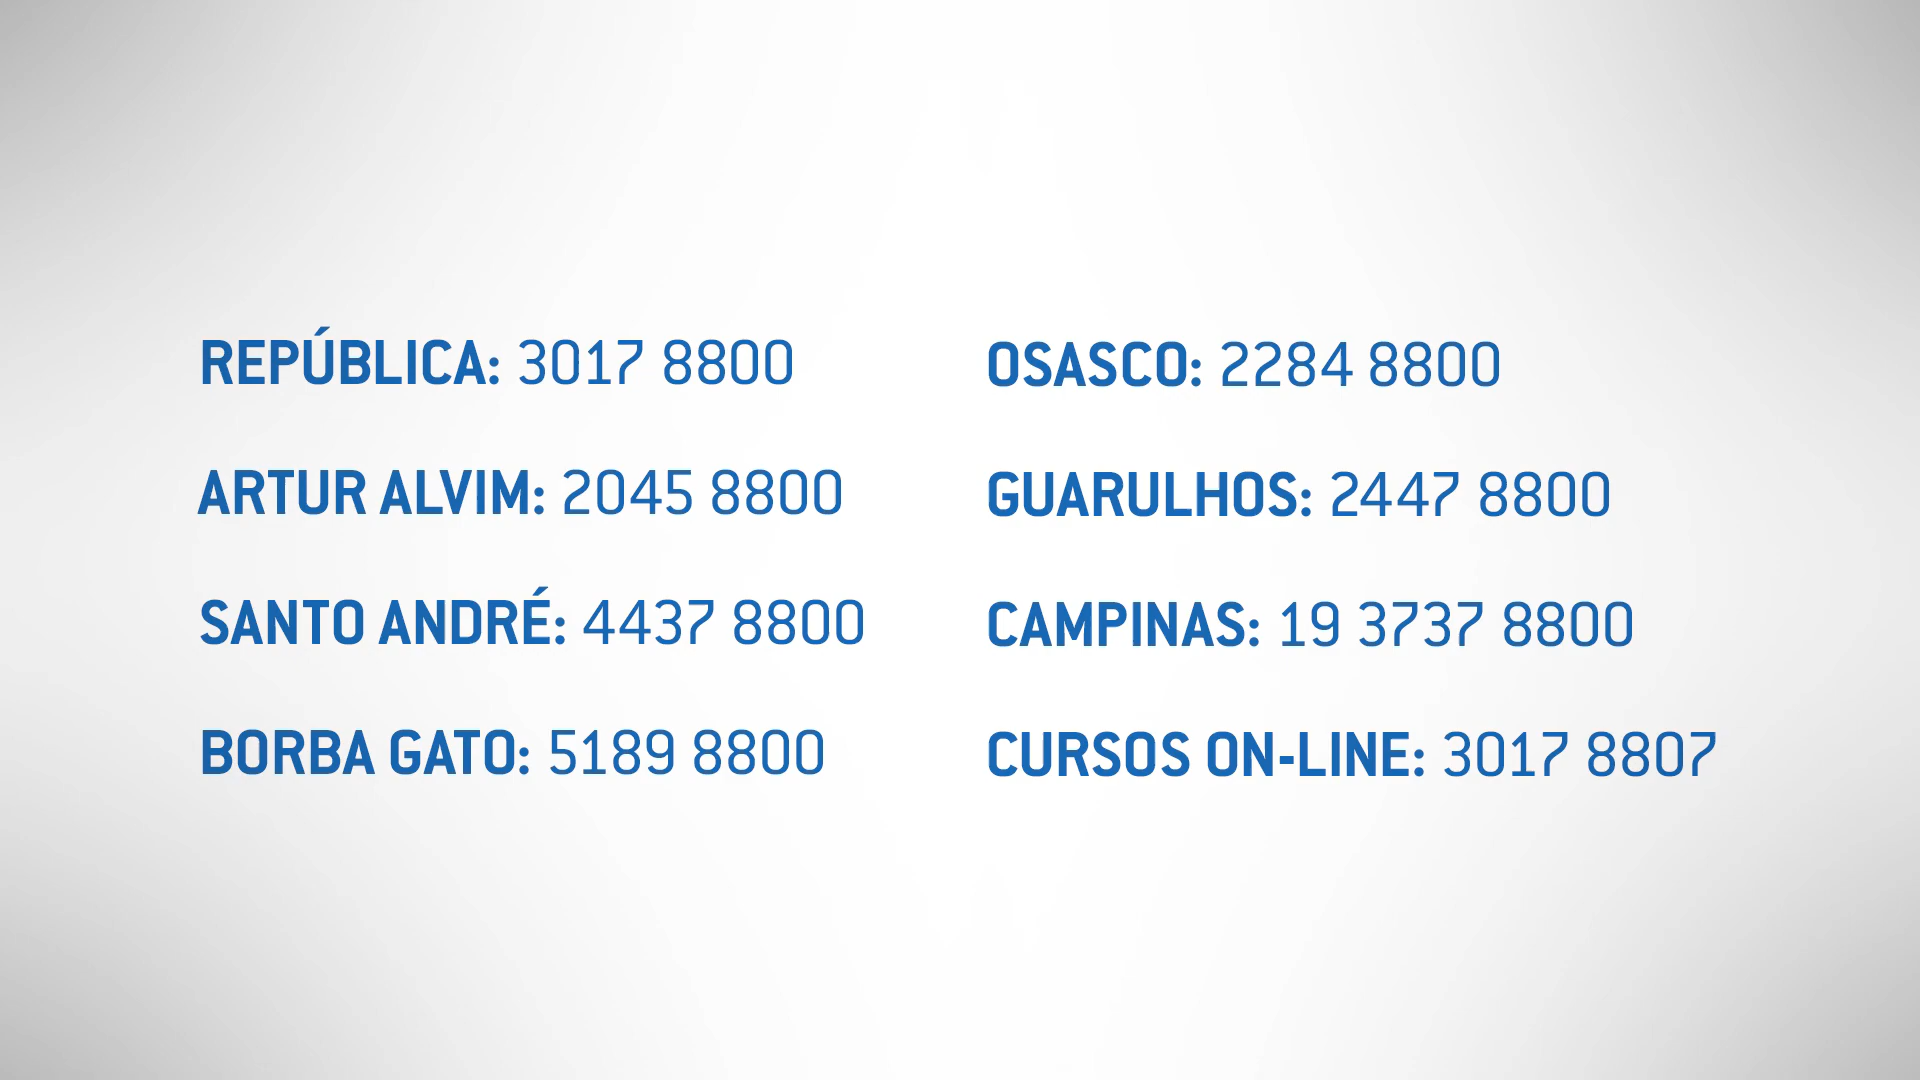 REPÚBLICA: 3017 8800
ARTUR ALVIM: 2045 8800
SANTO ANDRÉ: 4437 8800
BORBA GATO: 5189 8800
OSASCO: 2284 8800
GUARULHOS: 2447 8800
CAMPINAS: 19 3737 8800
CURSOS ON-LINE: 3017 8807